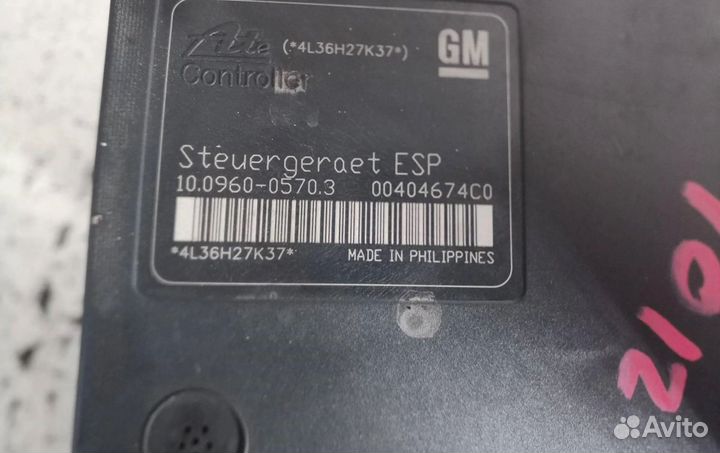 Ate (*4L36H27K37*) GM
Controller
Steuergeraet ESP
10.0960-0570.3 00404674C0
*4L36H27K37* MADE IN PHILIPPINES
2101
Avito